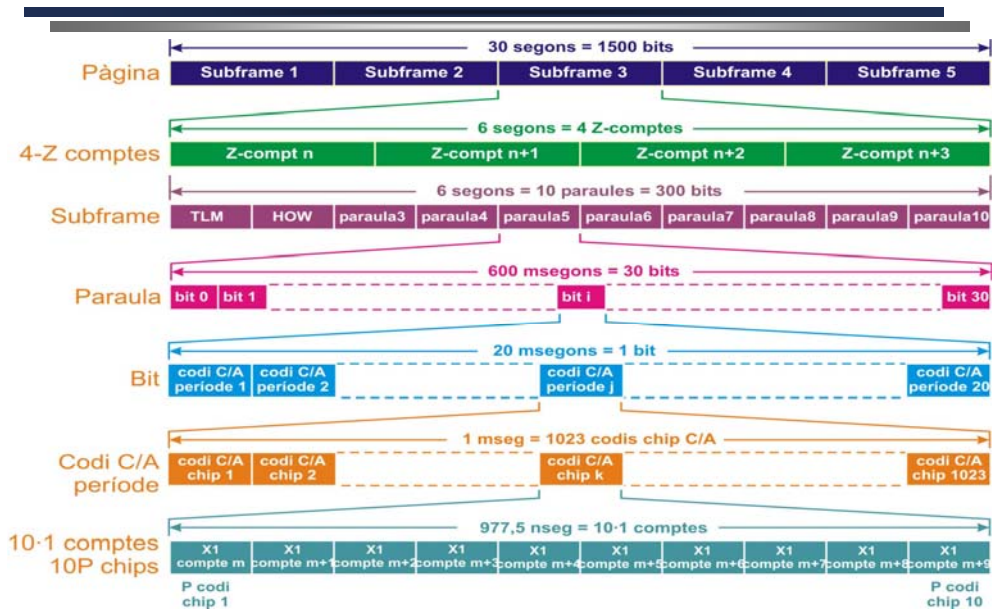 30 segons = 1500 bits
Pàgina
Subframe 1 Subframe 2 Subframe 3 Subframe 4 Subframe 5
6 segons = 4 Z-comptes
4-Z comptes
Z-compt n Z-compt n+1 Z-compt n+2 Z-compt n+3
6 segons = 10 paraules = 300 bits
Subframe
TLM HOW paraula3 paraula4 paraula5 paraula6 paraula7 paraula8 paraula9 paraula10
600 msegons = 30 bits
Paraula
bit 0 bit 1 bit i bit 30
20 msegons = 1 bit
Bit
codi C/A codi C/A codi C/A codi C/A
període 1 període 2 període j període 20
1 mseg = 1023 codis chip C/A
Codi C/A
període
codi C/A codi C/A codi C/A codi C/A
chip 1 chip 2 chip k chip 1023
977,5 nseg = 10·1 comptes
10·1 comptes
10P chips
X1 X1 X1 X1 X1 X1 X1 X1 X1 X1
compte m compte m+1 compte m+2 compte m+3 compte m+4 compte m+5 compte m+6 compte m+7 compte m+8 compte m+9
P codi P codi
chip 1 chip 10